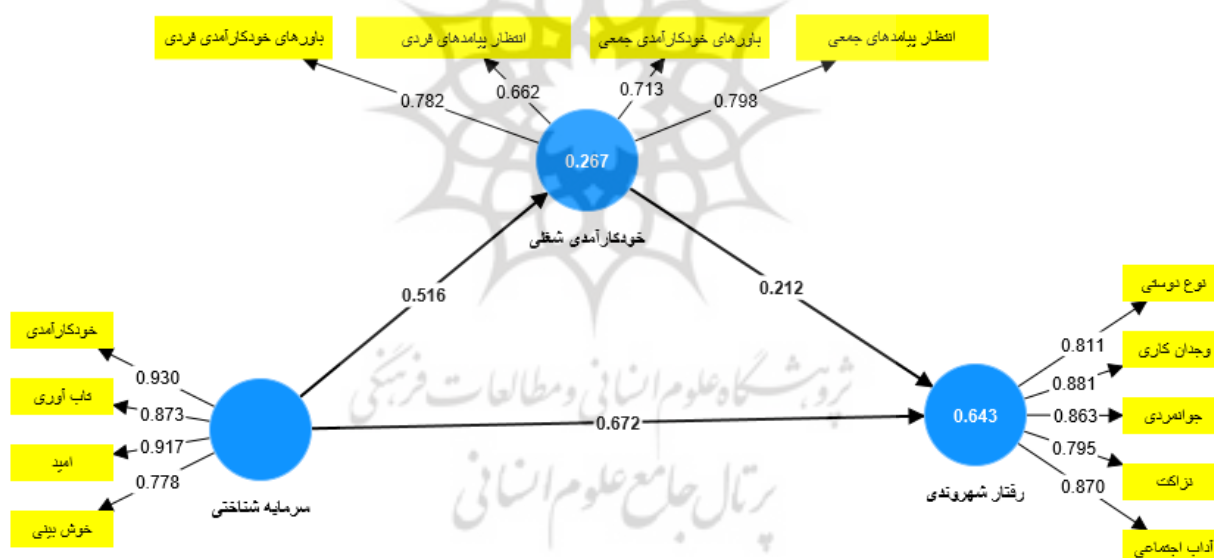 باورهای خودکارآمدی فردی
انتظار پیامدهای فردی
باورهای خودکارآمدی جمعی
انتظار پیامدهای جمعی
0.782
0.662
0.713
0.798
0.267
خودکارآمدی شغلی
0.516
0.212
خودکارآمدی
تاب آوری
امید
خوش بینی
0.930
0.873
0.917
0.778
سرمایه شناختی
0.672
0.643
رفتار شهروندی
0.811
0.881
0.863
0.795
0.870
نوع دوستی
وجدان کاری
جوانمردی
نزاکت
آداب اجتماعی
پژوهشگاه علوم انسانی و مطالعات فرهنگی
پرتال جامع علوم انسانی